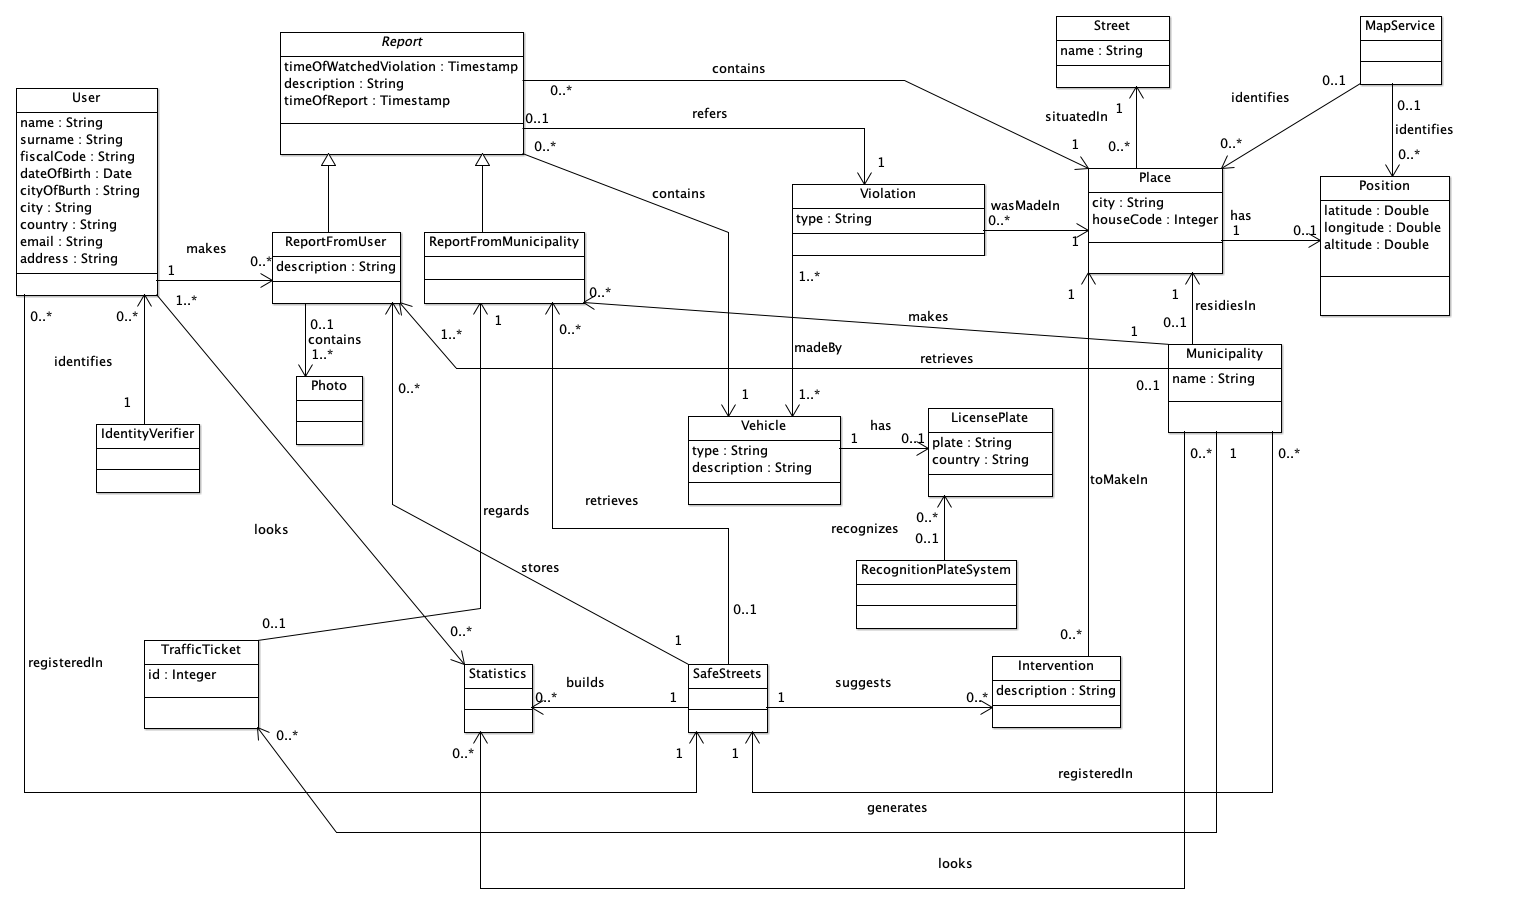 Street
name : String
MapService
Report
timeOfWatchedViolation : Timestamp
description : String
timeOfReport : Timestamp
contains
0..*
1
refers
0..1
1
0..*
contains
1
User
name : String
surname : String
fiscalCode : String
dateOfBirth : Date
cityOfBurth : String
city : String
country : String
email : String
address : String
makes
1
0..*
ReportFromUser
description : String
ReportFromMunicipality
Violation
type : String
wasMadeIn
0..*
1
situatedIn
1
0..*
identifies
0..1
0..*
0..1
identifies
0..*
Place
city : String
houseCode : Integer
has
1
0..1
Position
latitude : Double
longitude : Double
altitude : Double
1..*
madeBy
1..*
0..*
makes
1
1
residiesIn
0..1
Municipality
name : String
retrieves
1..*
0..1
0..1
contains
1..*
Photo
0..*
identifies
1
IdentityVerifier
1..*
looks
0..*
0..*
registeredIn
1
0..*
stores
1
1
regards
0..1
0..*
retrieves
0..1
Vehicle
type : String
description : String
has
1
0..1
LicensePlate
plate : String
country : String
recognizes
0..*
0..1
RecognitionPlateSystem
1
toMakeIn
0..*
0..*
1
0..*
TrafficTicket
id : Integer
0..*
Statistics
builds
0..*
1
SafeStreets
suggests
1
0..*
Intervention
description : String
0..*
1
registeredIn
generates
looks